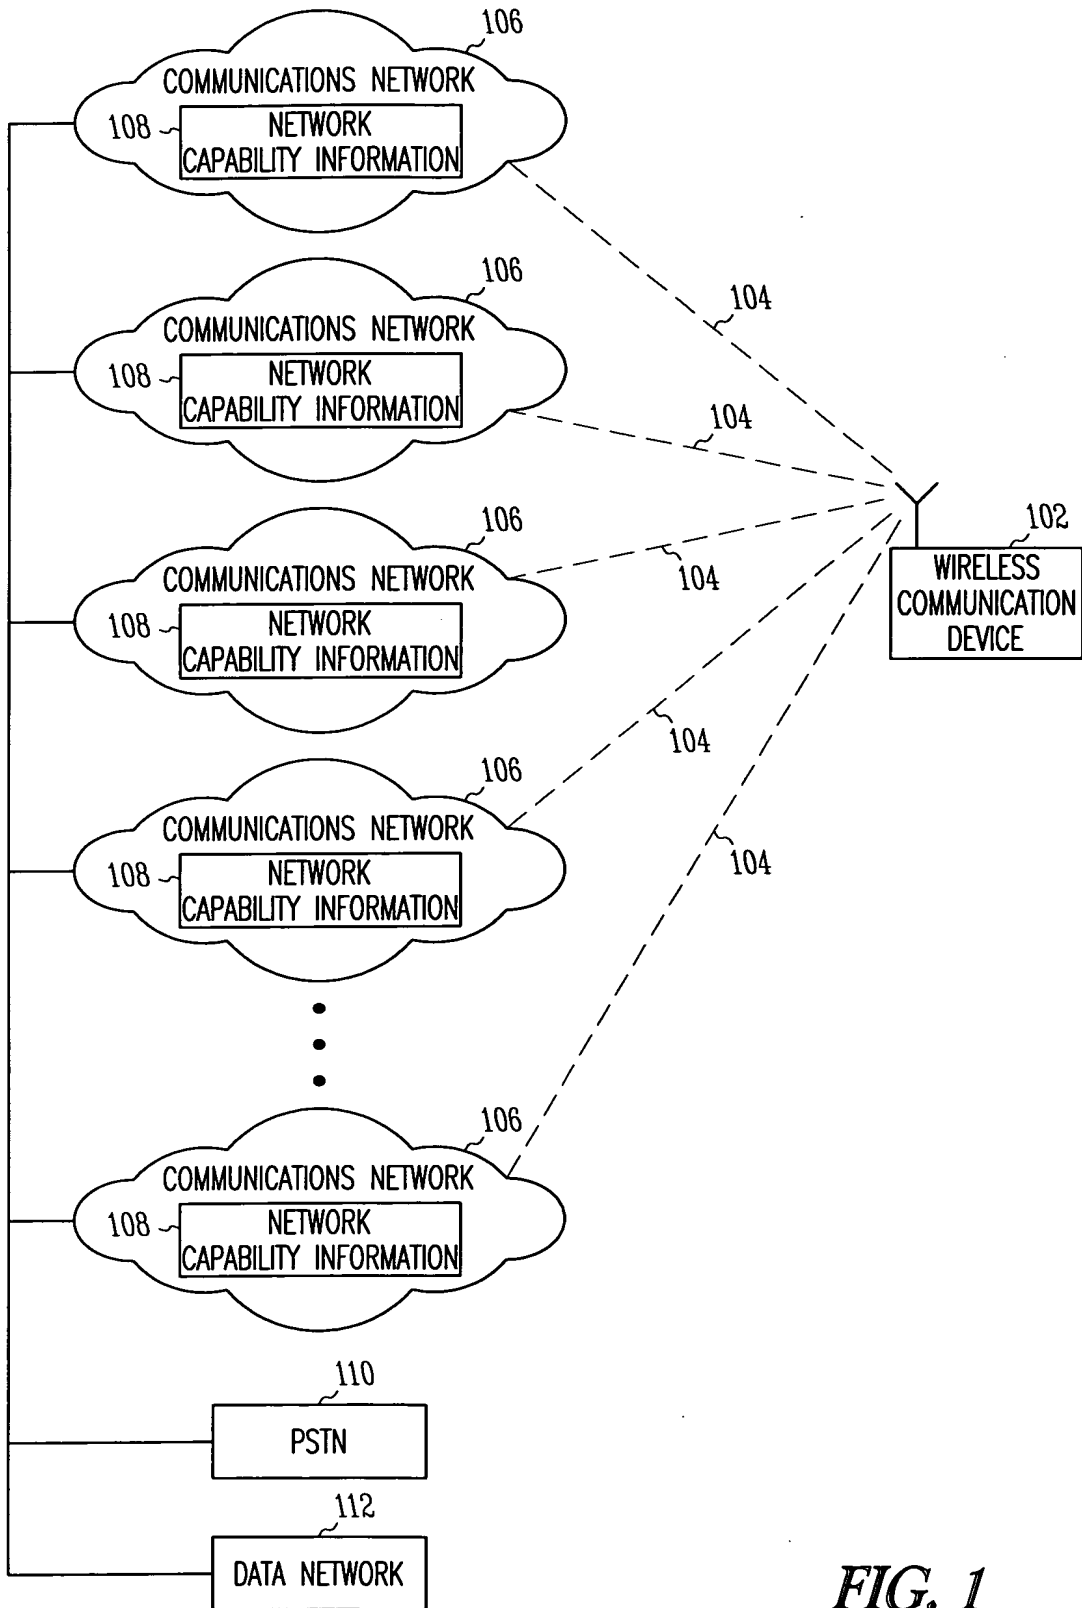 106
COMMUNICATIONS NETWORK
108
NETWORK
CAPABILITY INFORMATION
104
106
COMMUNICATIONS NETWORK
108
NETWORK
CAPABILITY INFORMATION
104
106
COMMUNICATIONS NETWORK
108
NETWORK
CAPABILITY INFORMATION
104
102
WIRELESS
COMMUNICATION
DEVICE
106
COMMUNICATIONS NETWORK
108
NETWORK
CAPABILITY INFORMATION
104
106
COMMUNICATIONS NETWORK
108
NETWORK
CAPABILITY INFORMATION
104
110
PSTN
112
DATA NETWORK
FIG. 1